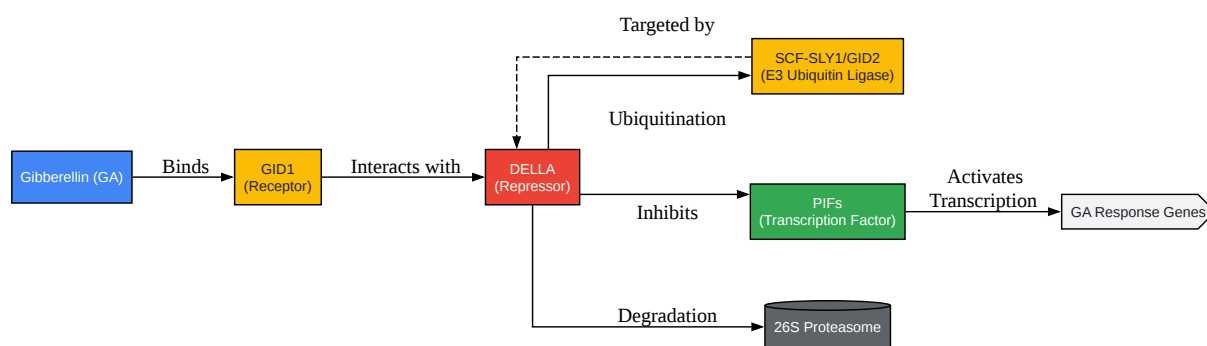 Targeted by
SCF-SLY1/GID2
(E3 Ubiquitin Ligase)
Ubiquitination
Gibberellin (GA)
Binds
GID1
(Receptor)
Interacts with
DELLA
(Repressor)
Inhibits
PIFs
(Transcription Factor)
Activates
Transcription
GA Response Genes
Degradation
26S Proteasome